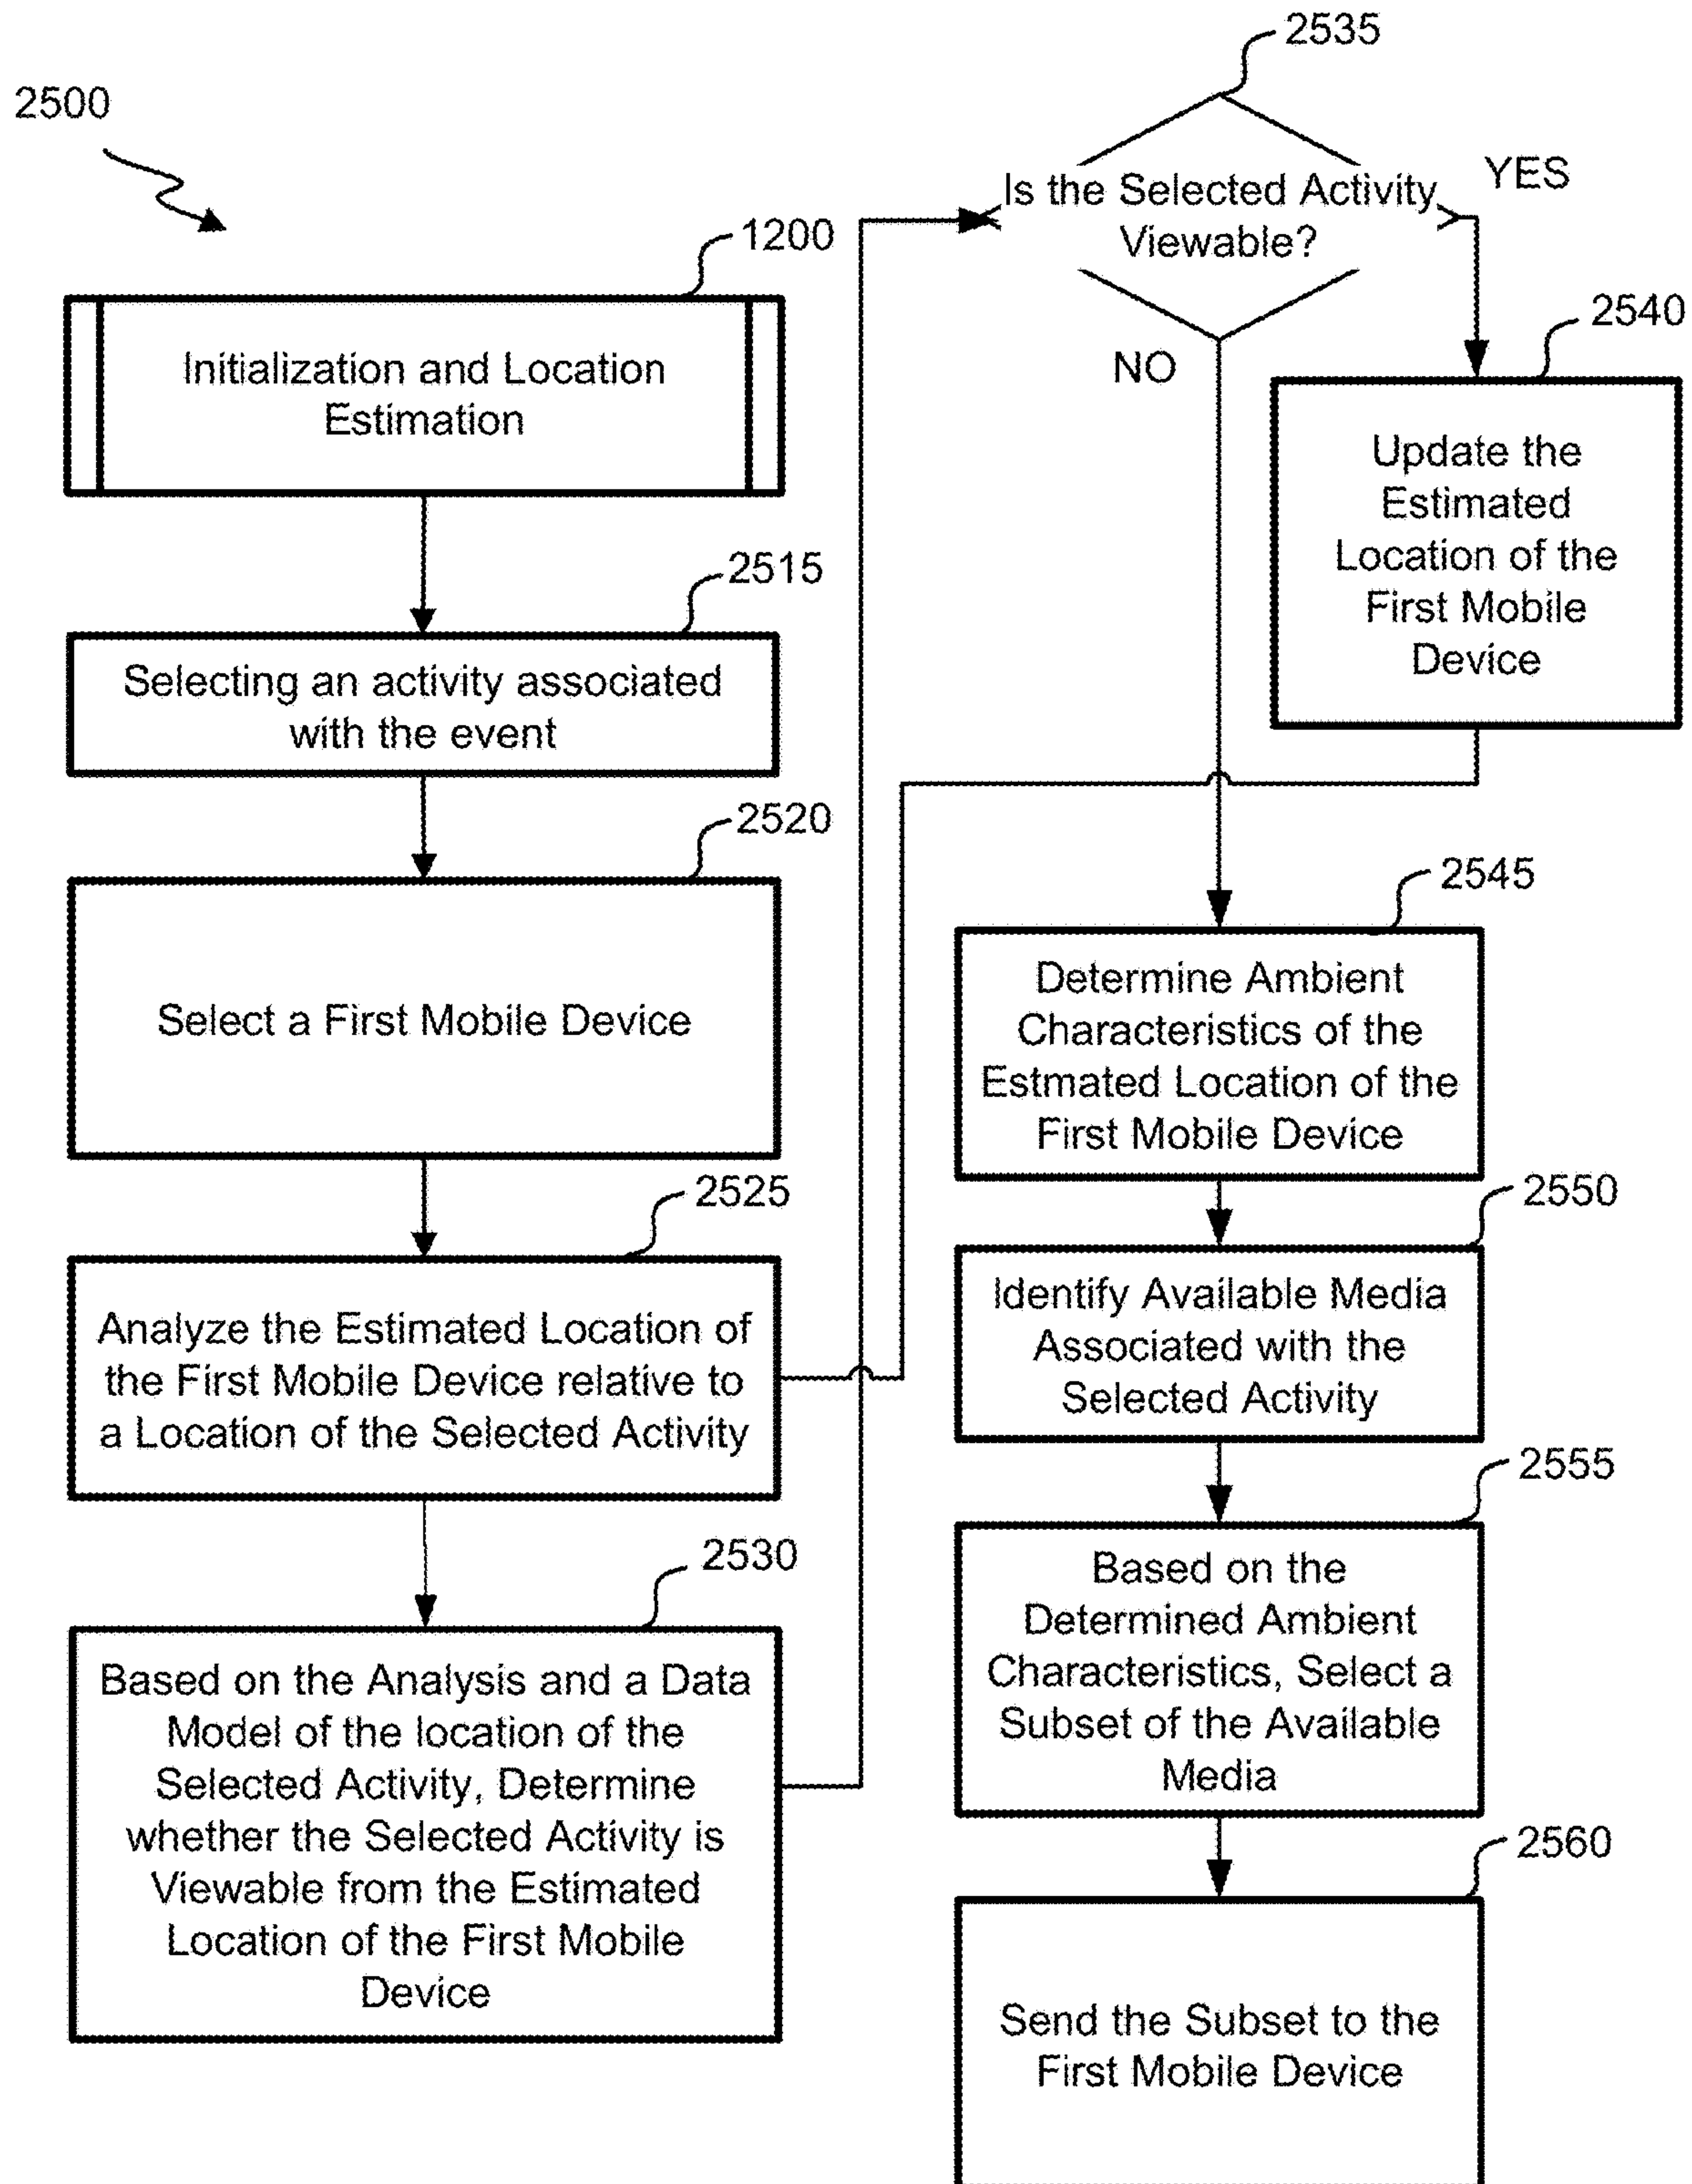 2500
1200
Initialization and Location
Estimation
2515
Selecting an activity associated
with the event
2520
Select a First Mobile Device
2525
Analyze the Estimated Location of
the First Mobile Device relative to
a Location of the Selected Activity
2530
Based on the Analysis and a Data
Model of the location of the
Selected Activity, Determine
whether the Selected Activity is
Viewable from the Estimated
Location of the First Mobile
Device
2535
Is the Selected Activity
Viewable?
YES
NO
2540
Update the
Estimated
Location of the
First Mobile
Device
2545
Determine Ambient
Characteristics of the
Estmated Location of the
First Mobile Device
2550
Identify Available Media
Associated with the
Selected Activity
2555
Based on the
Determined Ambient
Characteristics, Select a
Subset of the Available
Media
2560
Send the Subset to the
First Mobile Device